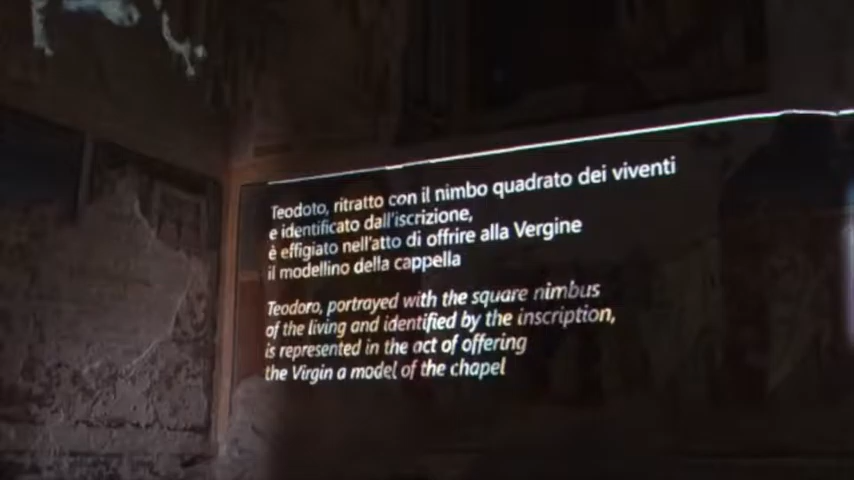 Teodoto, ritratto con il nimbo quadrato dei viventi
e identificato dall'iscrizione,
è effigiato nell'atto di offrire alla Vergine
il modellino della cappella
Teodoro, portrayed with the square nimbus
of the living and identified by the inscription,
is represented in the act of offering
the Virgin a model of the chapel